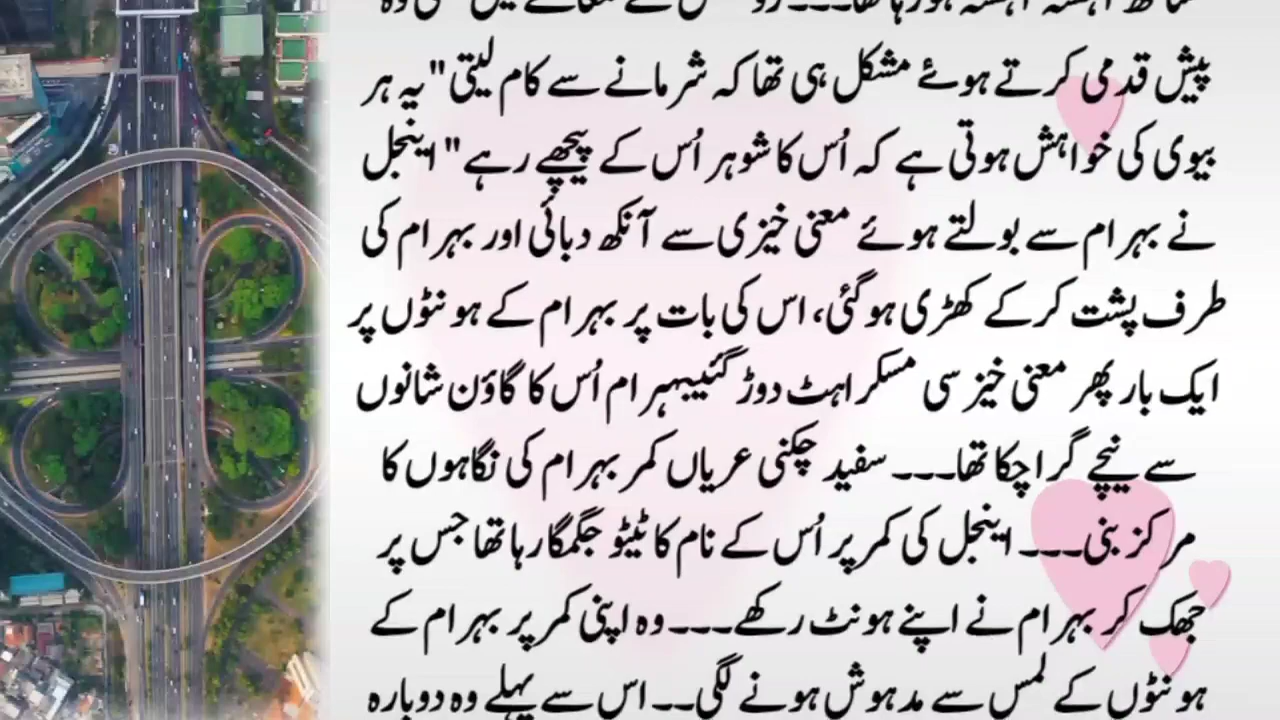 پیش قدمی کرتے ہوئے مشکل ہی تھا کہ شرمانے سے کام لیتی "یہ ہر
بیوی کی خواہش ہوتی ہے کہ اُس کا شوہر اُس کے پیچھے رہے" اینجل
نے بہرام سے بولتے ہوئے معنی خیزی سے آنکھ دبائی اور بہرام کی
طرف پشت کرکے کھڑی ہوگئی، اس کی بات پر بہرام کے ہونٹوں پر
ایک بار پھر معنی خیز سی مسکراہٹ دوڑ گئیبہرام اُس کا گاؤن شانوں
سے نیچے گرا چکا تھا۔۔۔ سفید چکنی عریاں کمر بہرام کی نگاہوں کا
مرکز بنی۔۔۔ اینجل کی کمر پر اُس کے نام کا ٹیٹو جگمگا رہا تھا جس پر
جھک کر بہرام نے اپنے ہونٹ رکھے۔۔۔ وہ اپنی کمر پر بہرام کے
ہونٹوں کے لمس سے مدہوش ہونے لگی۔۔ اس سے پہلے وہ دوبارہ